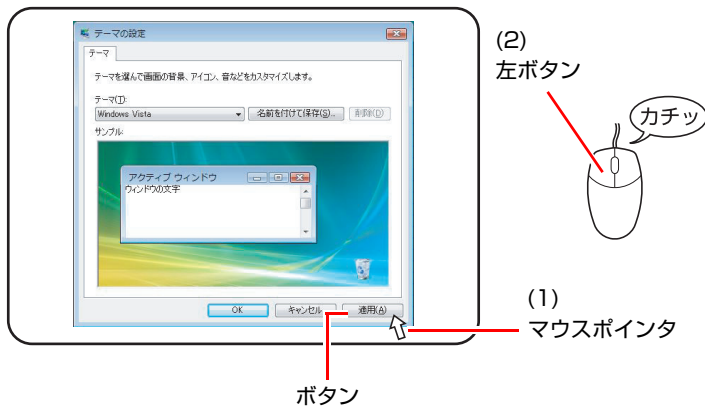 テーマの設定
テーマ
テーマを選んで画面の背景、アイコン、音などをカスタマイズします。
テーマ(T):
Windows Vista
名前を付けて保存(S)...
削除(D)
サンプル:
アクティブ ウィンドウ
ウィンドウの文字
OK
キャンセル
適用(A)
(2)
左ボタン
カチッ
(1)
マウスポインタ
ボタン